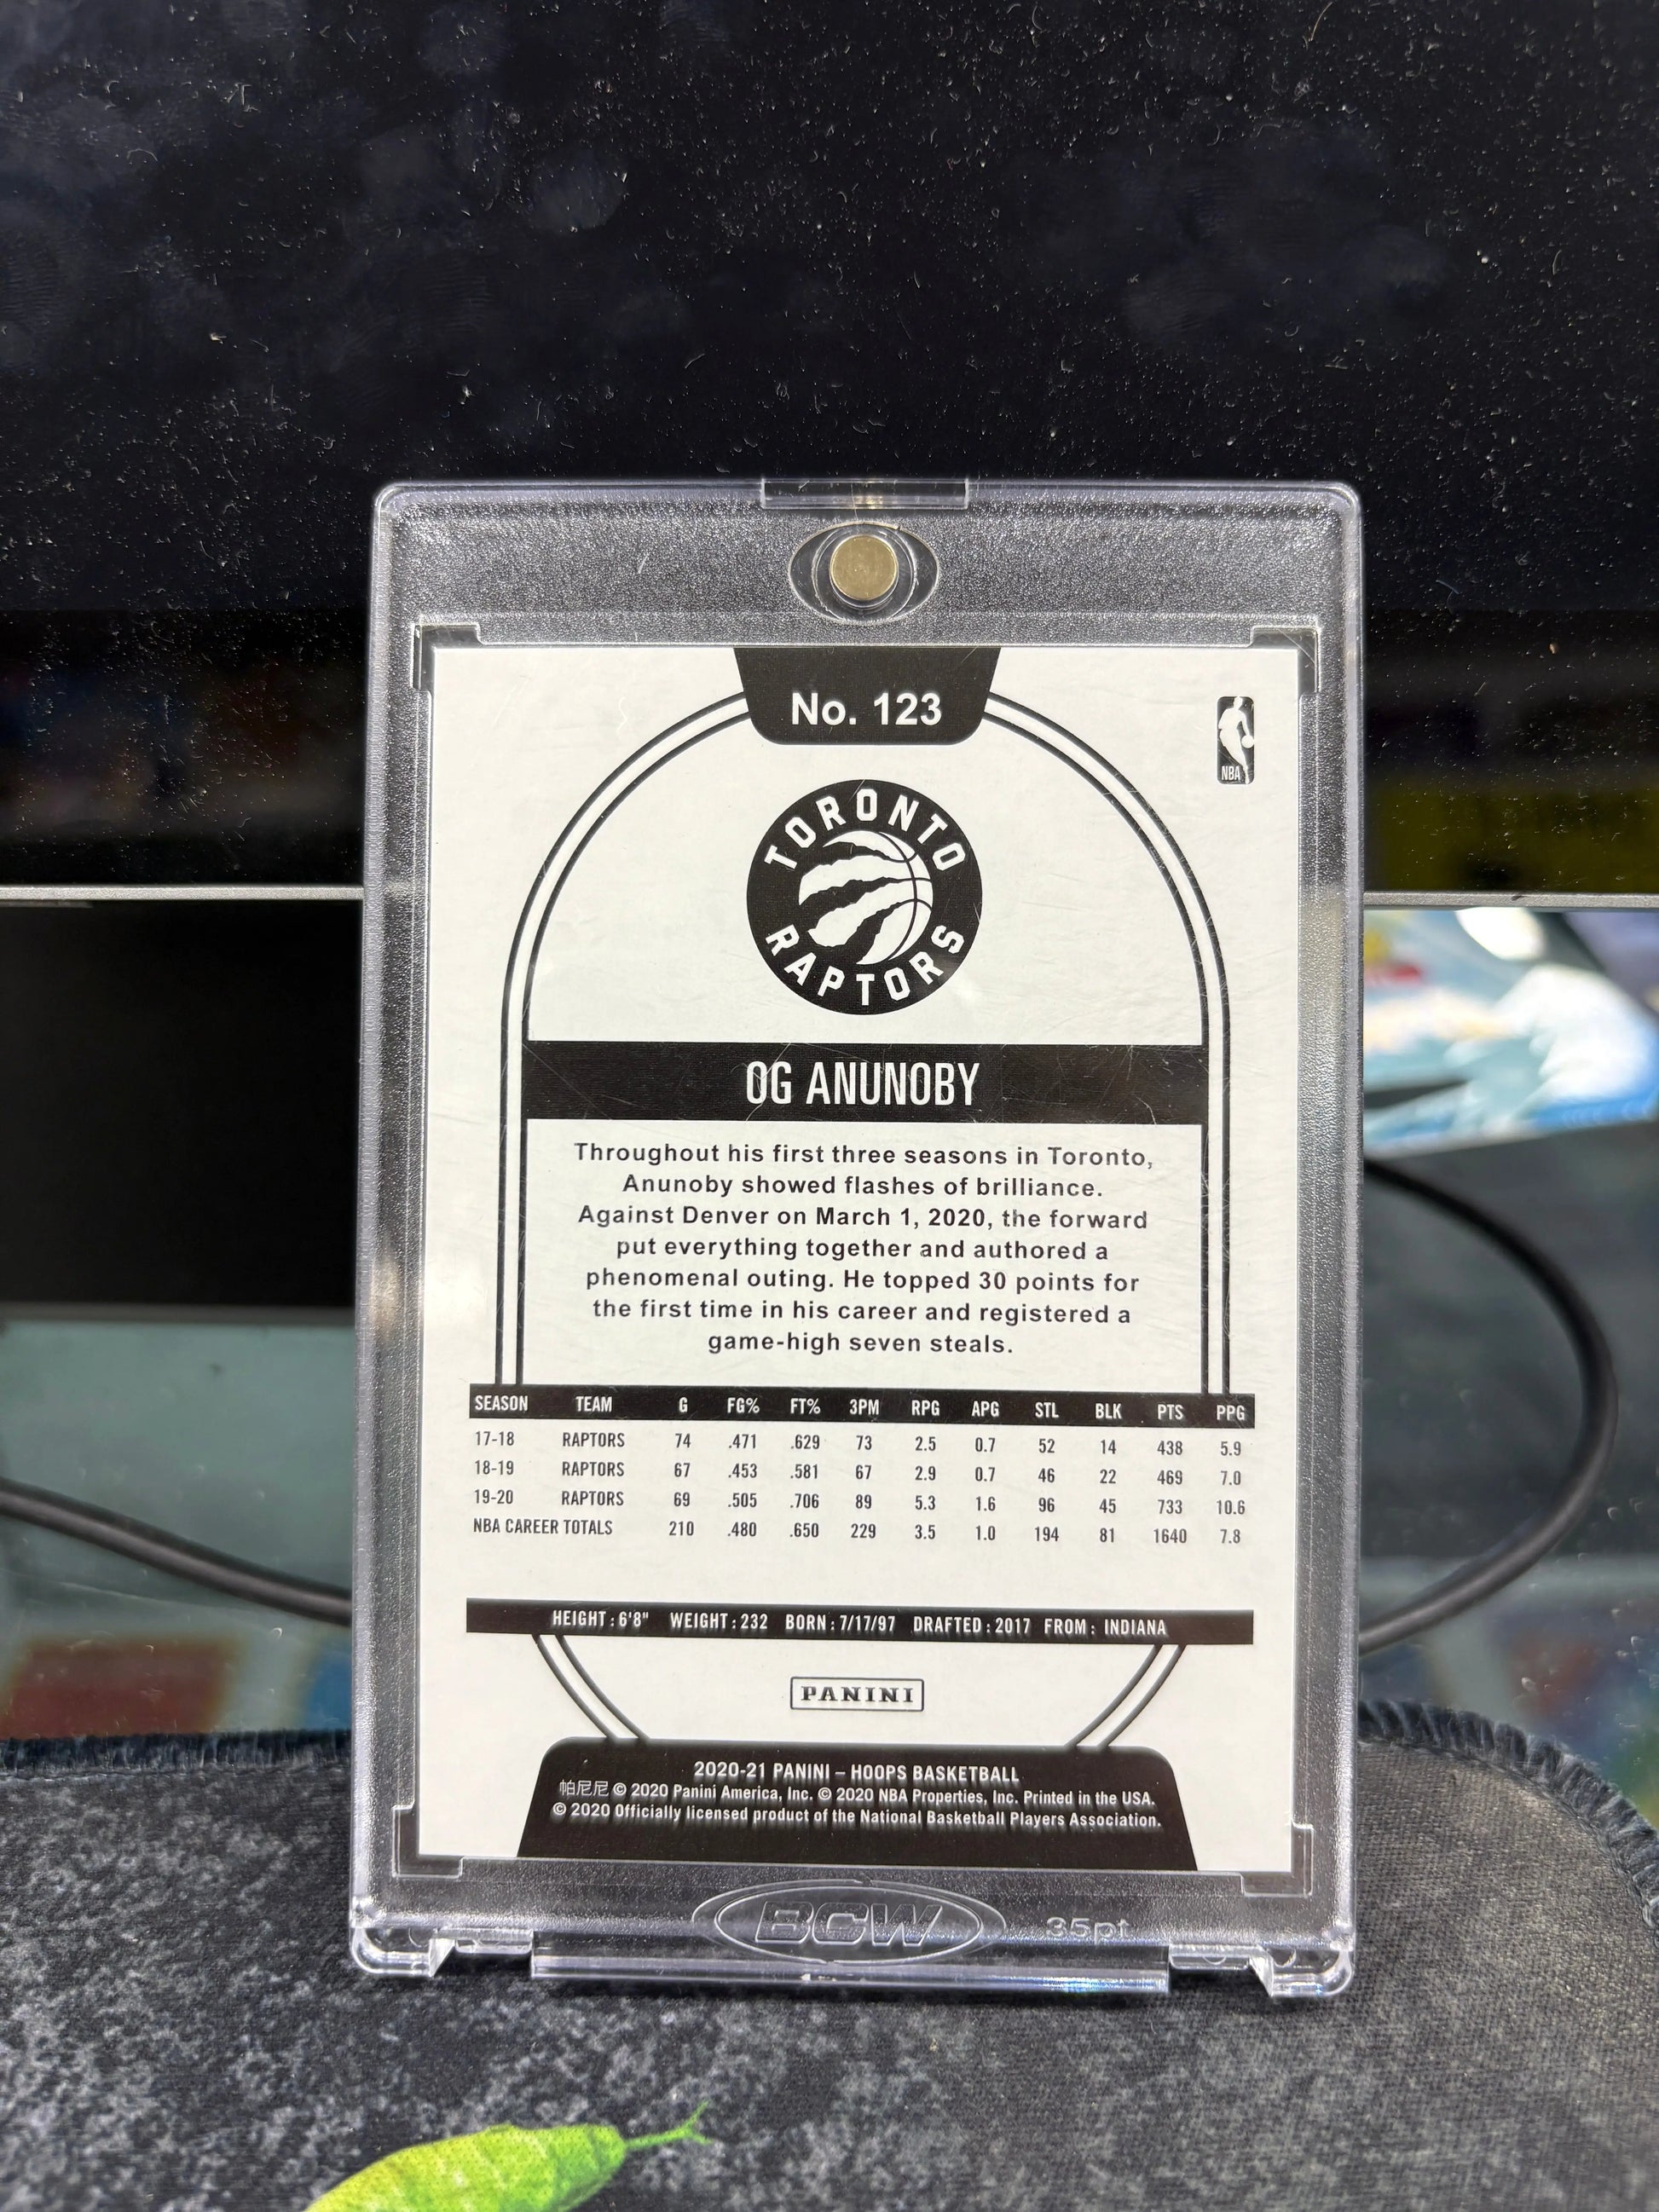 No. 123
NBA
TORONTO
RAPTORS
OG ANUNOBY
Throughout his first three seasons in Toronto,
Anunoby showed flashes of brilliance.
Against Denver on March 1, 2020, the forward
put everything together and authored a
phenomenal outing. He topped 30 points for
the first time in his career and registered a
game-high seven steals.
SEASON TEAM G FG% FT% 3PM RPG APG STL BLK PTS PPG
17-18 RAPTORS 74 .471 .629 73 2.5 0.7 52 14 438 5.9
18-19 RAPTORS 67 .453 .581 67 2.9 0.7 46 22 469 7.0
19-20 RAPTORS 69 .505 .706 89 5.3 1.6 96 45 733 10.6
NBA CAREER TOTALS 210 .480 .650 229 3.5 1.0 194 81 1640 7.8
HEIGHT : 6'8" WEIGHT : 232 BORN : 7/17/97 DRAFTED : 2017 FROM : INDIANA
PANINI
2020-21 PANINI – HOOPS BASKETBALL
帕尼尼 © 2020 Panini America, Inc. © 2020 NBA Properties, Inc. Printed in the USA.
© 2020 Officially licensed product of the National Basketball Players Association.
BCW 35pt